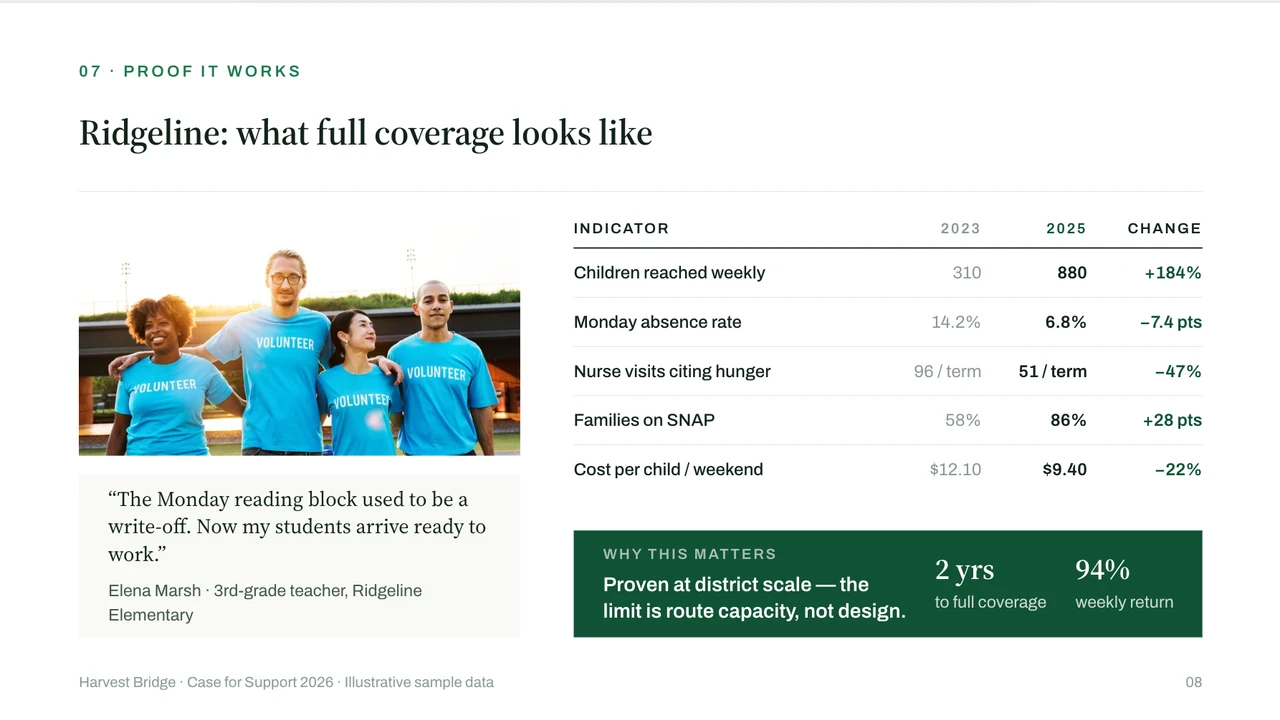 07 · PROOF IT WORKS
Ridgeline: what full coverage looks like
VOLUNTEER
VOLUNTEER
VOLUNTEER
VOLUNTEER
“The Monday reading block used to be a
write-off. Now my students arrive ready to
work.”
Elena Marsh · 3rd-grade teacher, Ridgeline
Elementary
INDICATOR 2023 2025 CHANGE
Children reached weekly 310 880 +184%
Monday absence rate 14.2% 6.8% −7.4 pts
Nurse visits citing hunger 96 / term 51 / term −47%
Families on SNAP 58% 86% +28 pts
Cost per child / weekend $12.10 $9.40 −22%
WHY THIS MATTERS
Proven at district scale — the
limit is route capacity, not design.
2 yrs
to full coverage
94%
weekly return
Harvest Bridge · Case for Support 2026 · Illustrative sample data
08